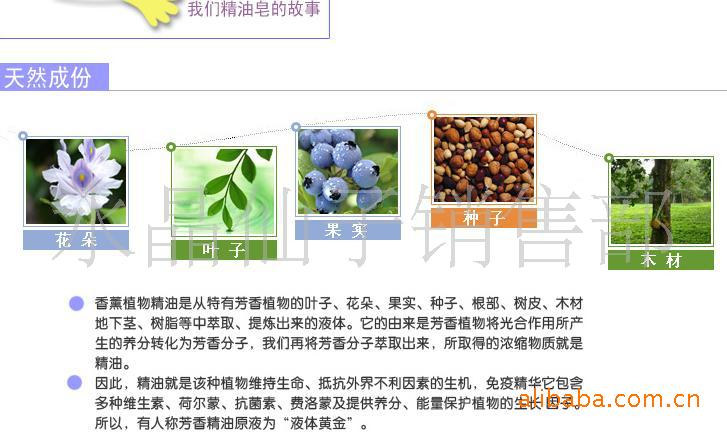 我们精油皂的故事
天然成份
花朵
叶子
果实
种子
木材
水晶仙子销售部
香薰植物精油是从特有芳香植物的叶子、花朵、果实、种子、根部、树皮、木材
地下茎、树脂等中萃取、提炼出来的液体。它的由来是芳香植物将光合作用所产
生的养分转化为芳香分子，我们再将芳香分子萃取出来，所取得的浓缩物质就是
精油。
因此，精油就是该种植物维持生命、抵抗外界不利因素的生机，免疫精华它包含
多种维生素、荷尔蒙、抗菌素、费洛蒙及提供养分、能量保护植物的生长因子。
所以，有人称芳香精油原液为“液体黄金”。
alibaba.com.cn